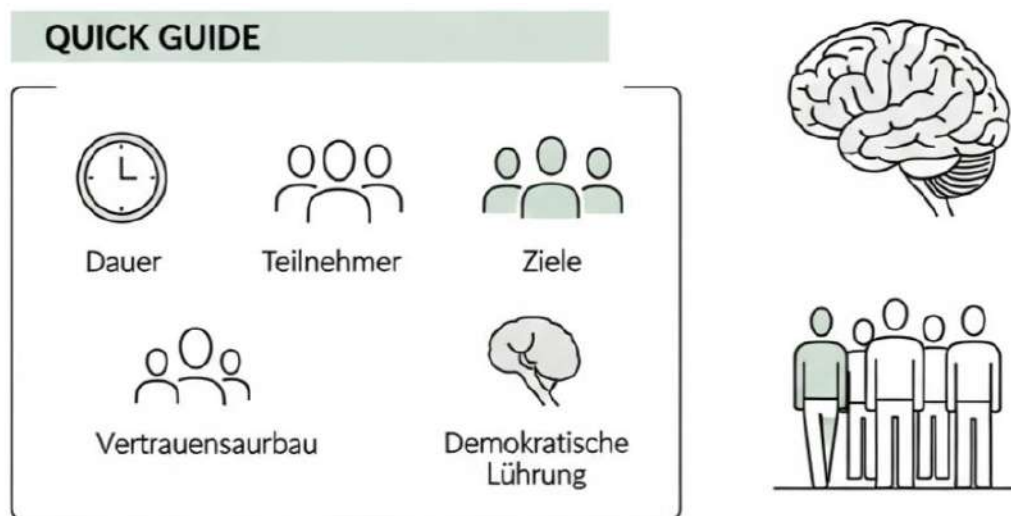 QUICK GUIDE
Dauer
Teilnehmer
Ziele
Vertrauensaurbau
Demokratische
Lührung